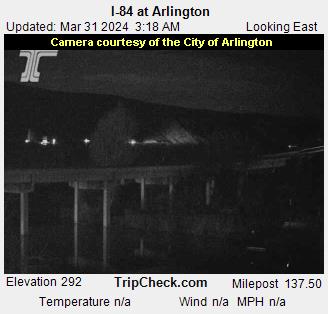 I-84 at Arlington
Updated: Mar 31 2024 3:18 AM Looking East
Camera courtesy of the City of Arlington
Elevation 292 TripCheck.com Milepost 137.50
Temperature n/a Wind n/a MPH n/a